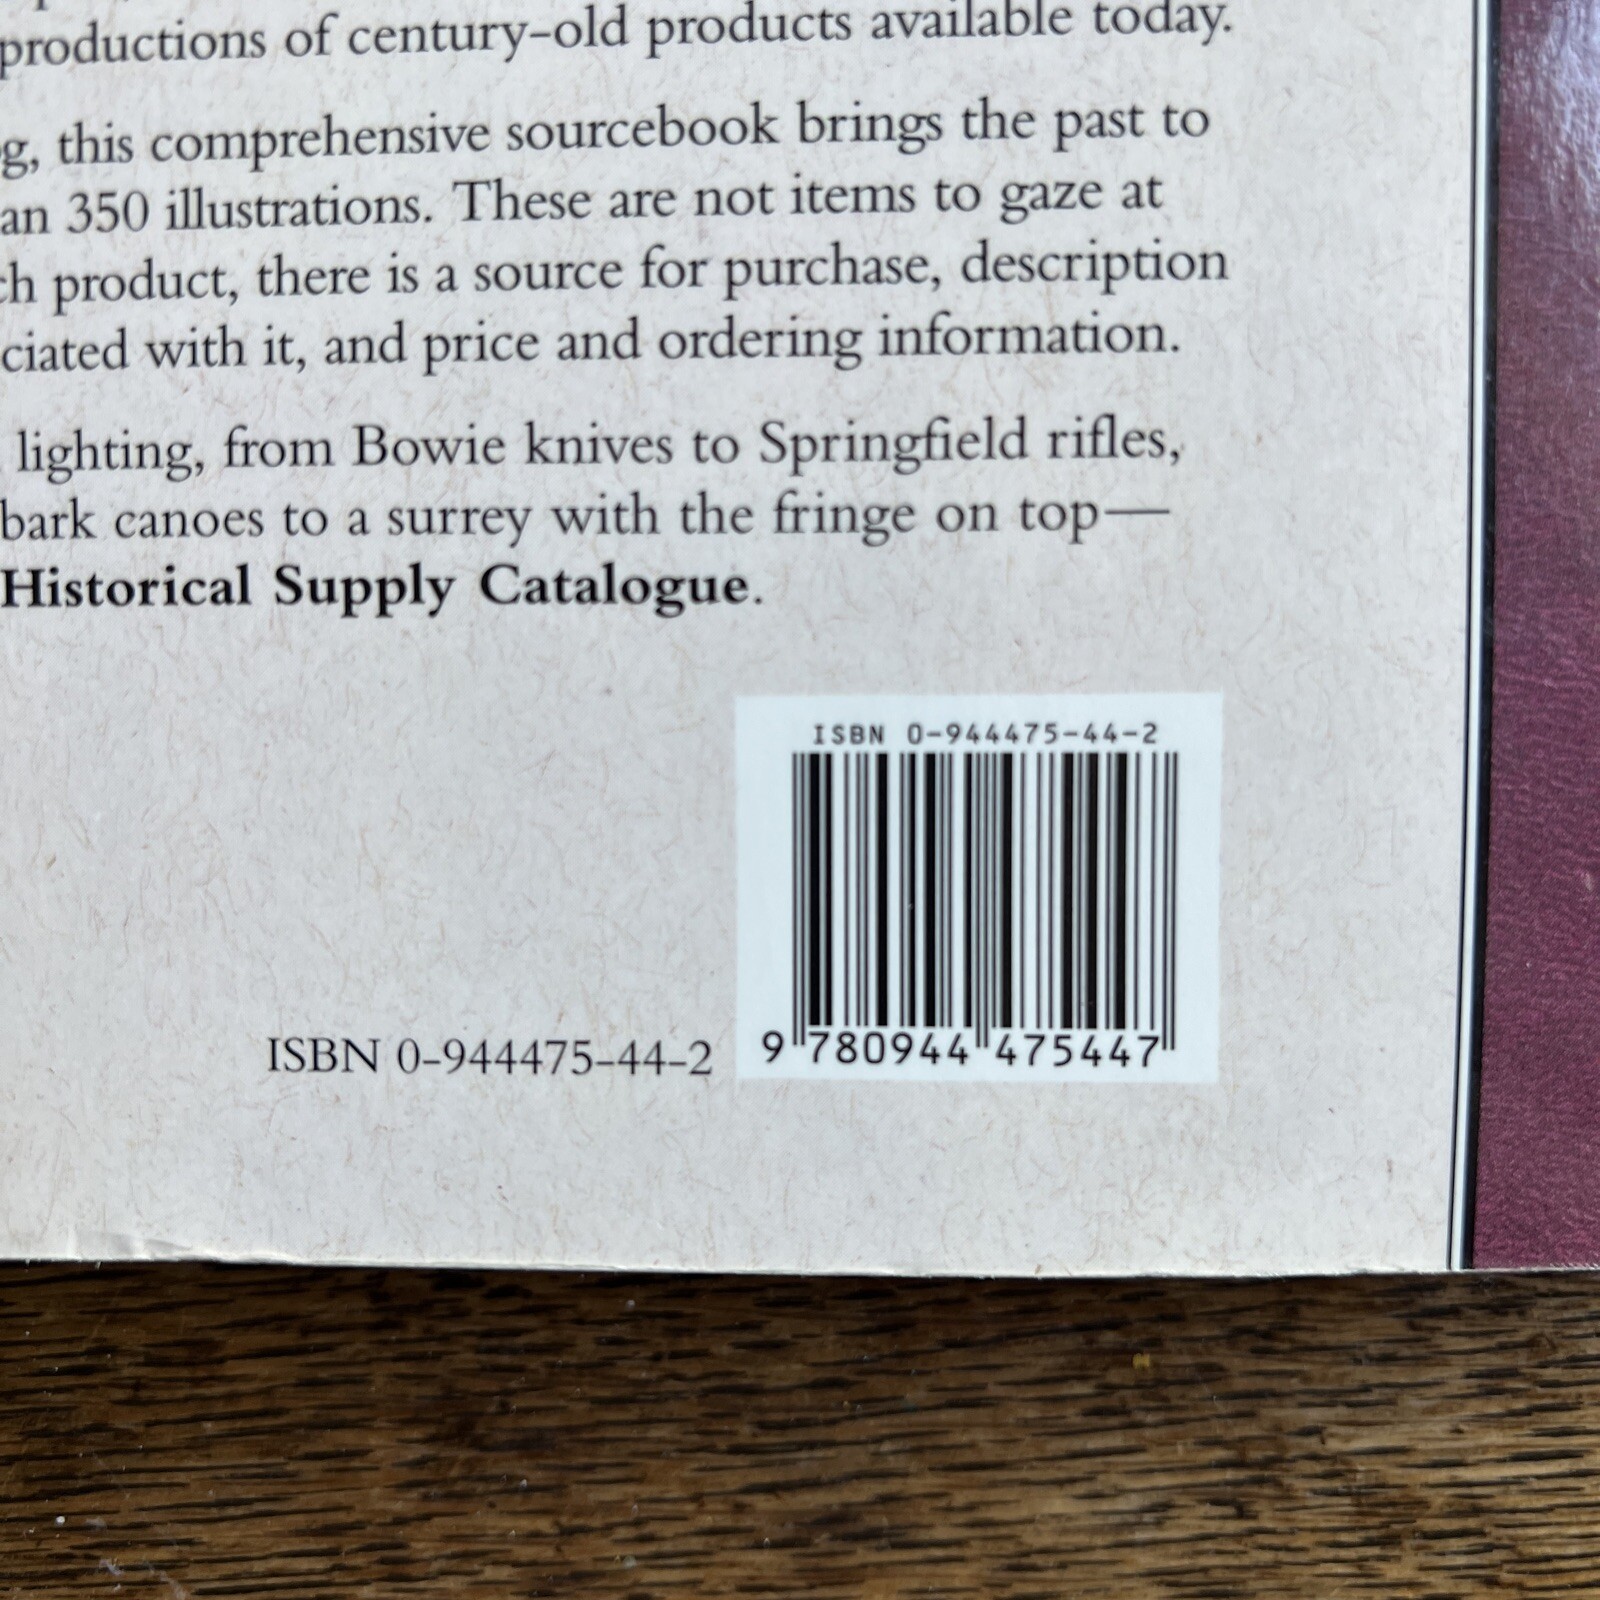 productions of century-old products available today.
g, this comprehensive sourcebook brings the past to
an 350 illustrations. These are not items to gaze at
ch product, there is a source for purchase, description
ciated with it, and price and ordering information.
lighting, from Bowie knives to Springfield rifles,
bark canoes to a surrey with the fringe on top—
Historical Supply Catalogue.
ISBN 0-944475-44-2
9 780944 475447
ISBN 0-944475-44-2